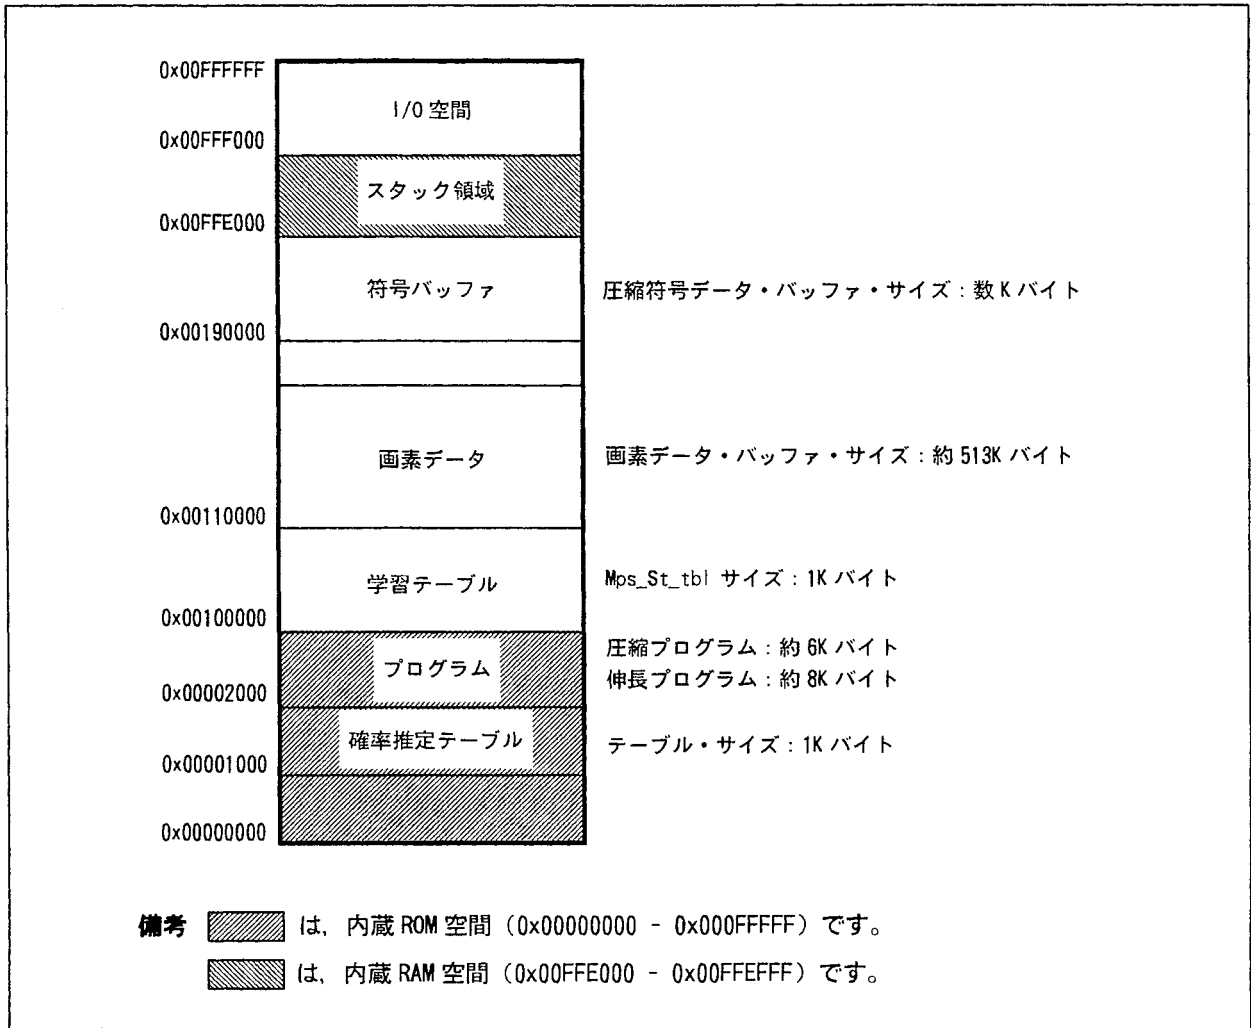 0x00FFFFFF
I/O 空間
0x00FFF000
スタック領域
0x00FFE000
符号バッファ
圧縮符号データ・バッファ・サイズ：数 K バイト
0x00190000
画素データ
画素データ・バッファ・サイズ：約 513K バイト
0x00110000
学習テーブル
Mps_St_tbl サイズ：1K バイト
0x00100000
圧縮プログラム：約 6K バイト
プログラム
伸長プログラム：約 8K バイト
0x00002000
確率推定テーブル
テーブル・サイズ：1K バイト
0x00001000
0x00000000
備考 は，内蔵 ROM 空間（0x00000000 - 0x000FFFFF）です。
は，内蔵 RAM 空間（0x00FFE000 - 0x00FFEFFF）です。